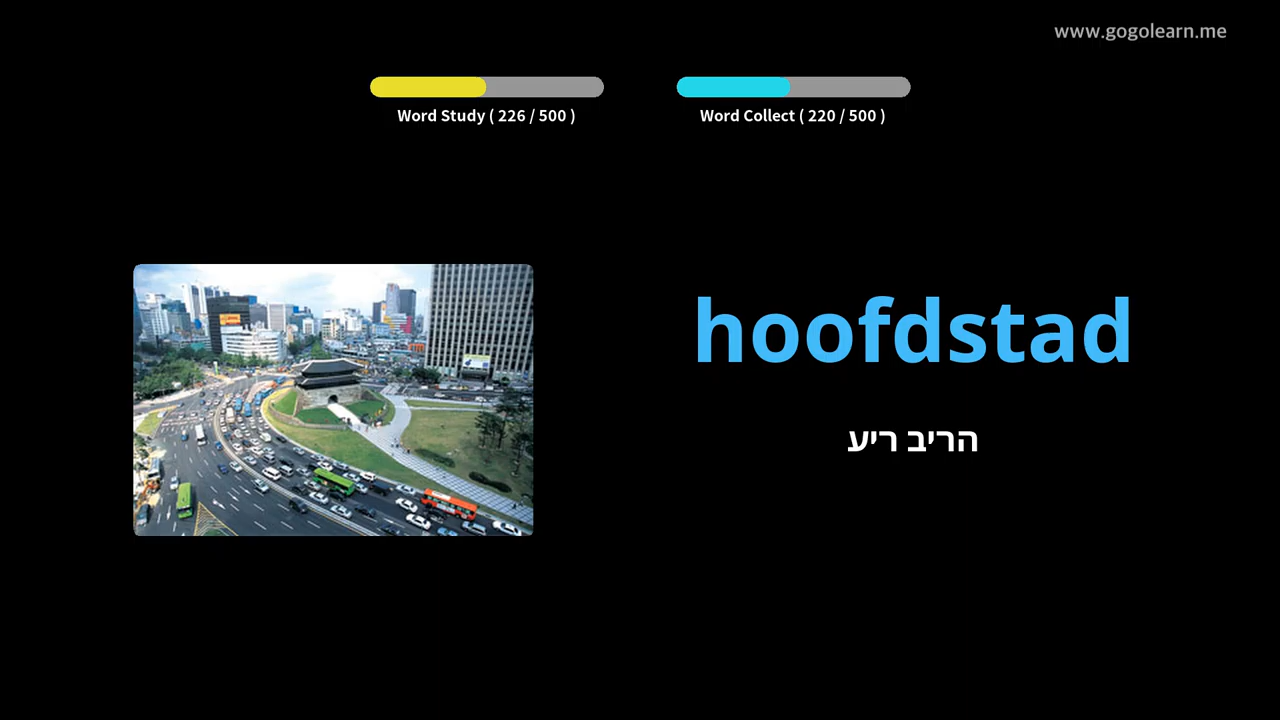 www.gogolearn.me
Word Study ( 226 / 500 )
Word Collect ( 220 / 500 )
hoofdstad
הריב ריע